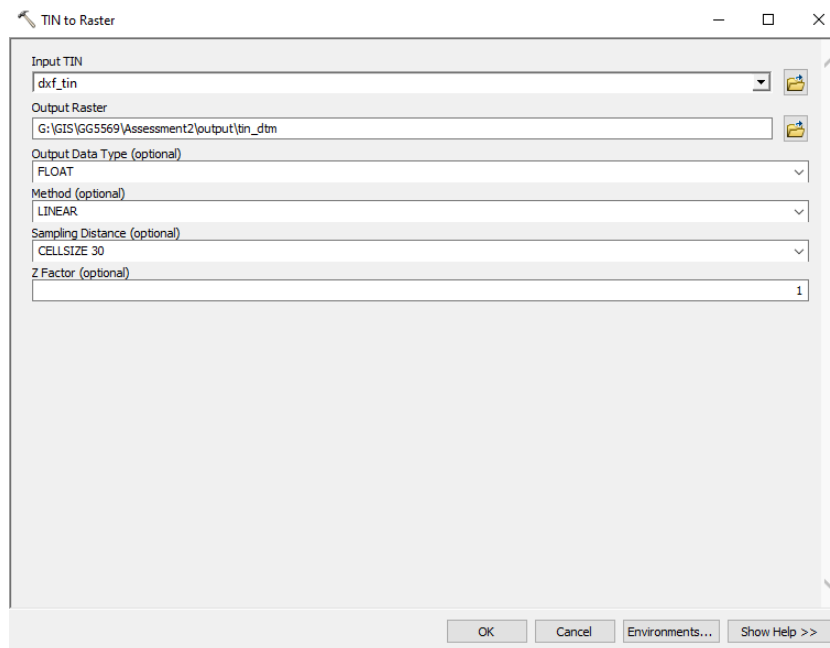 TIN to Raster
Input TIN
dxf_tin
Output Raster
G:\GIS\GG5569\Assessment2\output\tin_dtm
Output Data Type (optional)
FLOAT
Method (optional)
LINEAR
Sampling Distance (optional)
CELLSIZE 30
Z Factor (optional)
1
OK Cancel Environments... Show Help >>